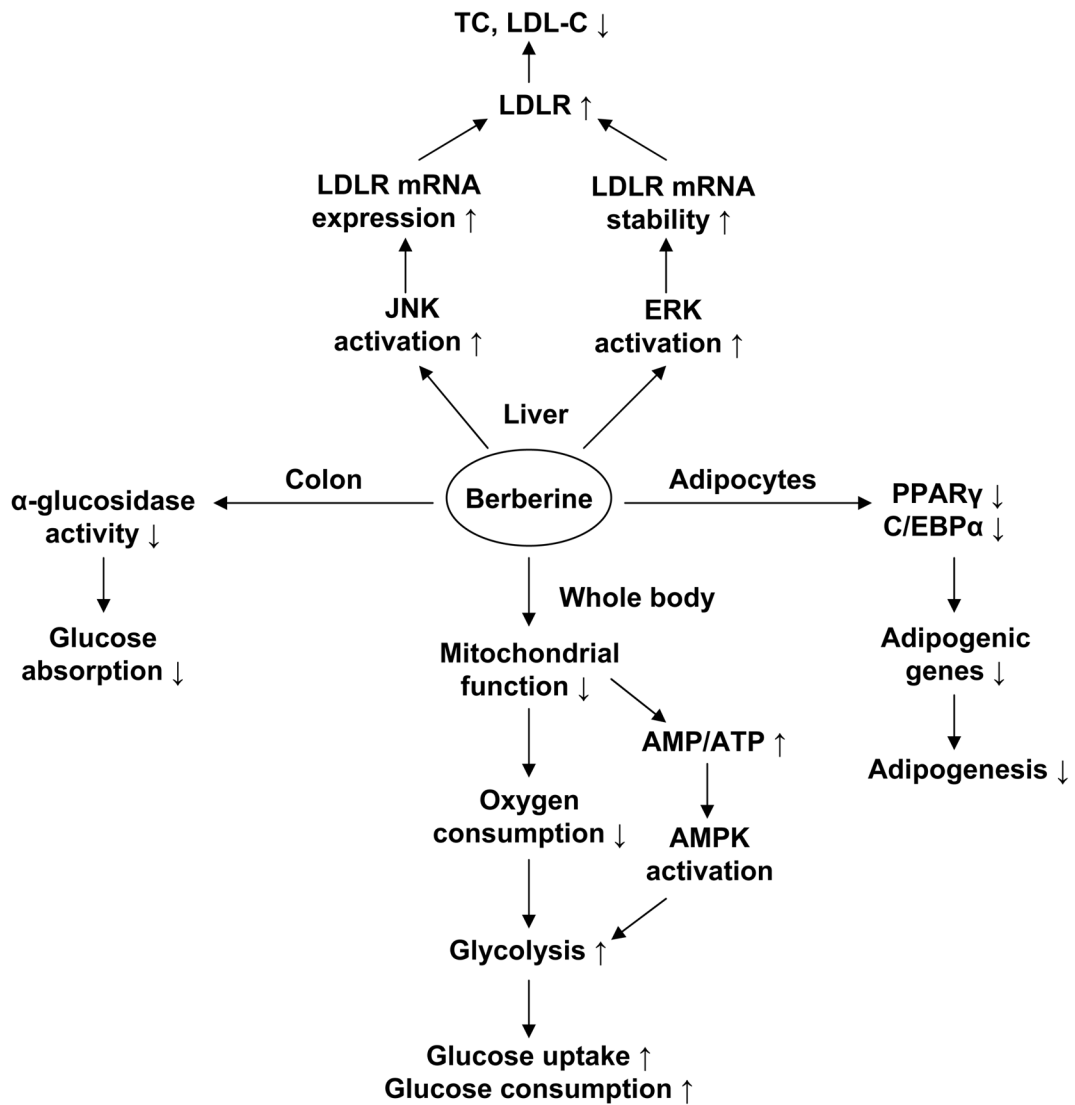 TC, LDL-C ↓
LDLR ↑
LDLR mRNA
expression ↑
LDLR mRNA
stability ↑
JNK
activation ↑
ERK
activation ↑
Liver
Colon
Berberine
Adipocytes
α-glucosidase
activity ↓
PPARγ ↓
C/EBPα ↓
Whole body
Glucose
absorption ↓
Mitochondrial
function ↓
Adipogenic
genes ↓
AMP/ATP ↑
Adipogenesis ↓
Oxygen
consumption ↓
AMPK
activation
Glycolysis ↑
Glucose uptake ↑
Glucose consumption ↑